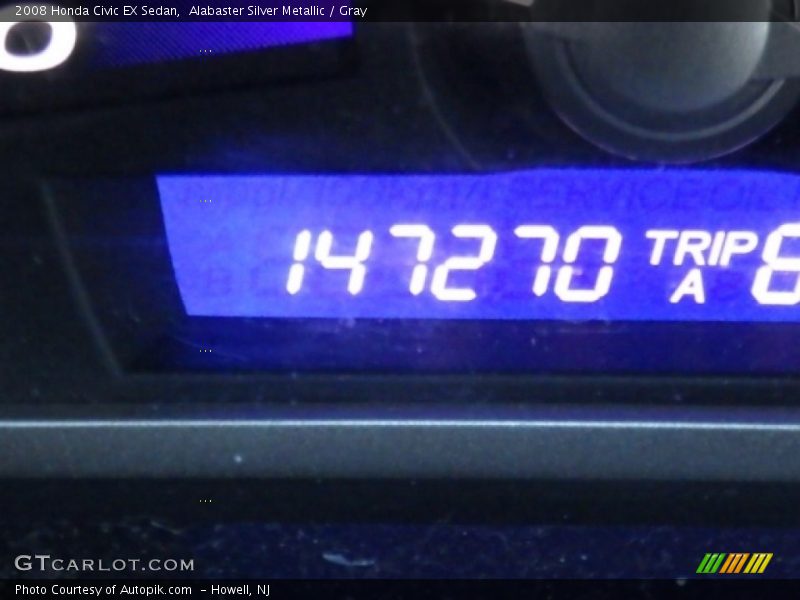 2008 Honda Civic EX Sedan,  Alabaster Silver Metallic / Gray
147270 TRIP A 8
GTCARLOT.COM
Photo Courtesy of Autopik.com  - Howell, NJ